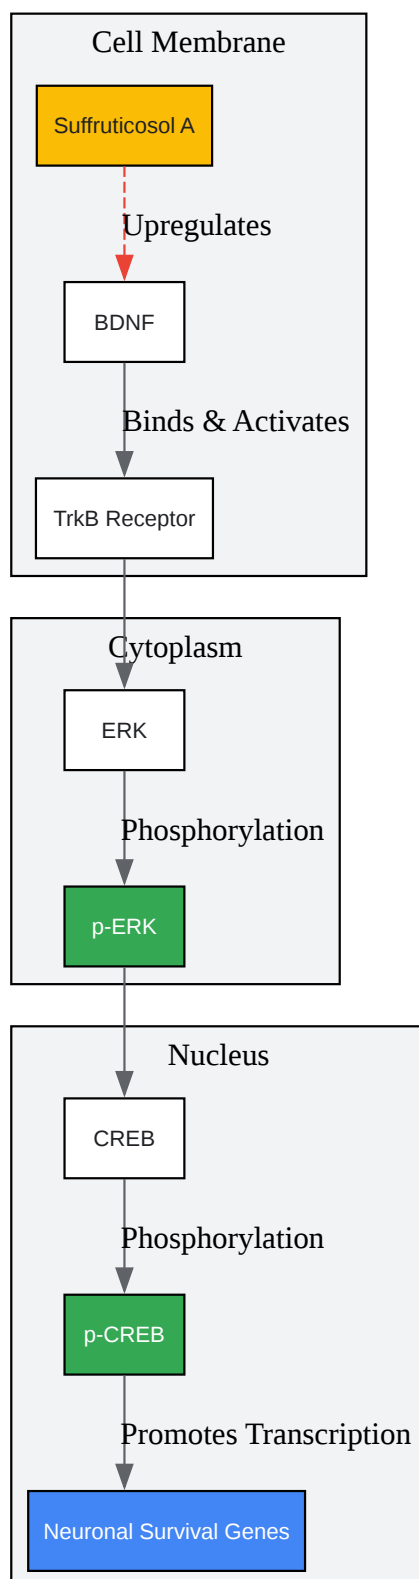 Cell Membrane
Suffruticosol A
Upregulates
BDNF
Binds & Activates
TrkB Receptor
Cytoplasm
ERK
Phosphorylation
p-ERK
Nucleus
CREB
Phosphorylation
p-CREB
Promotes Transcription
Neuronal Survival Genes